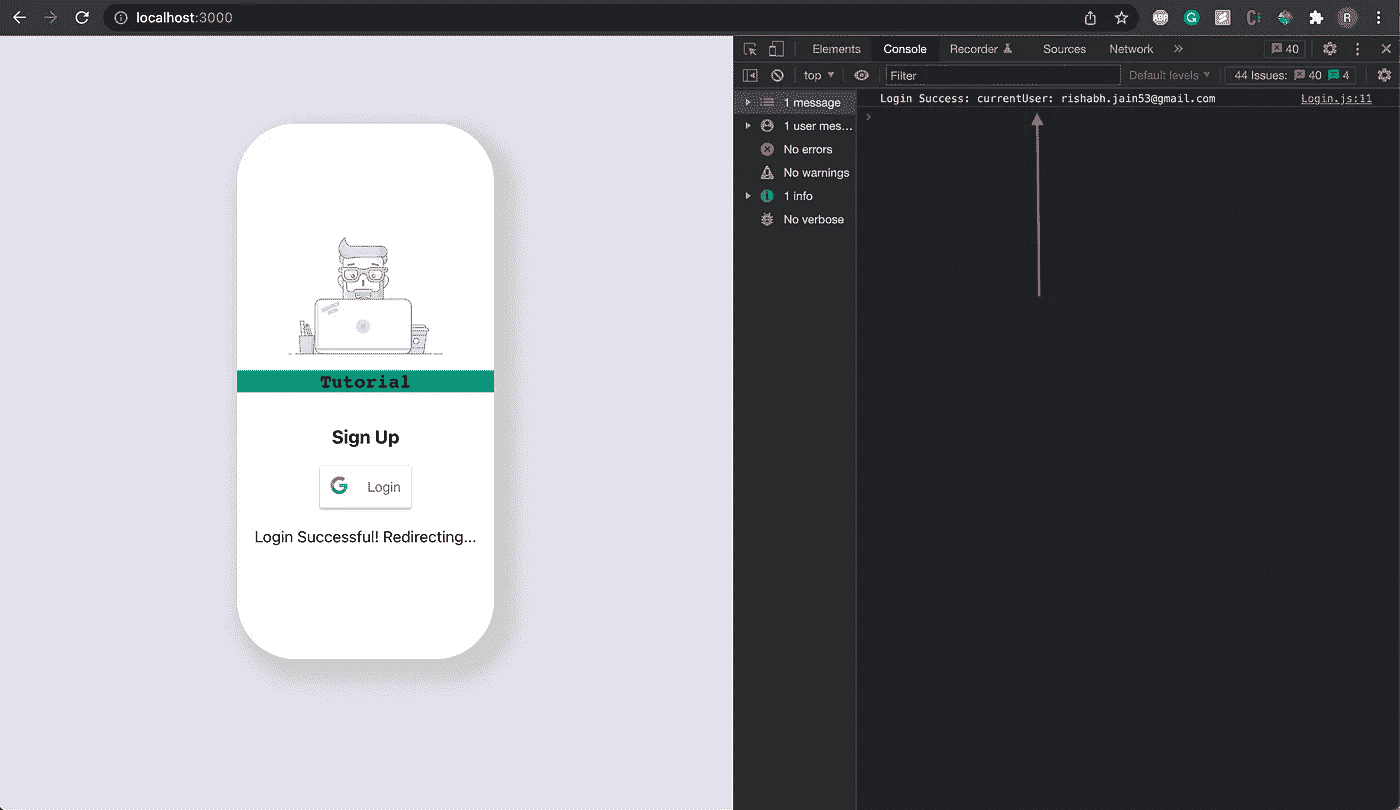 localhost:3000
ABP
G
R
Elements Console Recorder Sources Network » 40
top Filter Default levels 44 Issues: 40 4
1 message
Login Success: currentUser: rishabh.jain53@gmail.com Login.js:11
1 user mes...
No errors
No warnings
1 info
No verbose
Tutorial
Sign Up
G Login
Login Successful! Redirecting...